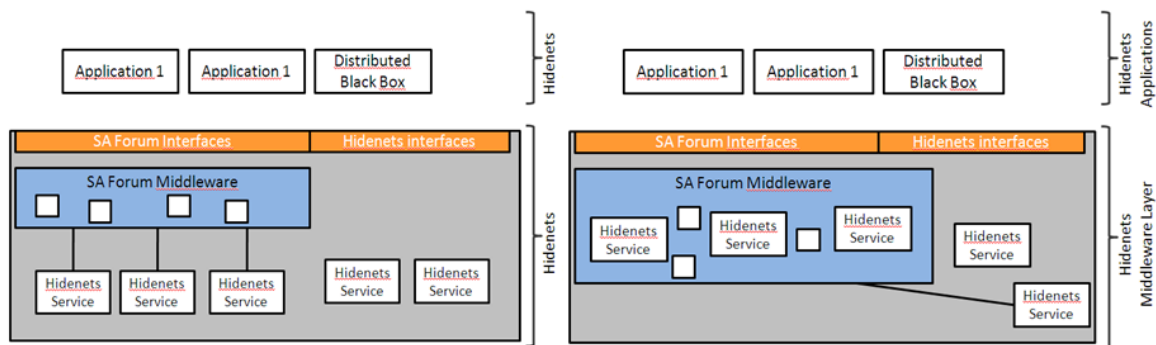 Application 1
Application 1
Distributed
Black Box
Hidenets
SA Forum Interfaces
Hidenets interfaces
SA Forum Middleware
Hidenets
Service
Hidenets
Service
Hidenets
Service
Hidenets
Service
Hidenets
Service
Hidenets
Application 1
Application 1
Distributed
Black Box
Hidenets
Applications
SA Forum Interfaces
Hidenets interfaces
SA Forum Middleware
Hidenets
Service
Hidenets
Service
Hidenets
Service
Hidenets
Service
Hidenets
Service
Hidenets
Middleware Layer